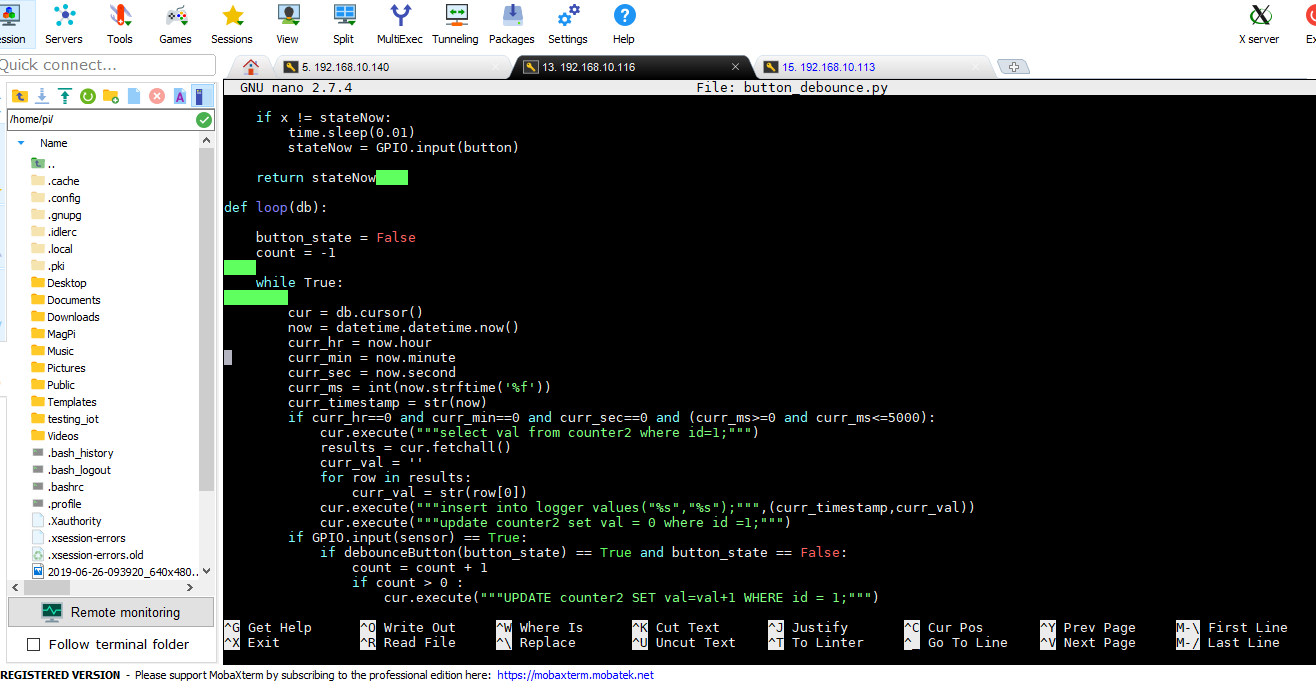 ession Servers Tools Games Sessions View Split MultiExec Tunneling Packages Settings Help X server Ex
Quick connect...
5. 192.168.10.140
13. 192.168.10.116
15. 192.168.10.113
/home/pi/
Name
..
.cache
.config
.gnupg
.idlerc
.local
.pki
Desktop
Documents
Downloads
MagPi
Music
Pictures
Public
Templates
testing_iot
Videos
.bash_history
.bash_logout
.bashrc
.profile
.Xauthority
.xsession-errors
.xsession-errors.old
2019-06-26-093920_640x480..
Remote monitoring
Follow terminal folder
GNU nano 2.7.4 File: button_debounce.py
    if x != stateNow:
        time.sleep(0.01)
        stateNow = GPIO.input(button)
    return stateNow
def loop(db):
    button_state = False
    count = -1
    while True:
        cur = db.cursor()
        now = datetime.datetime.now()
        curr_hr = now.hour
        curr_min = now.minute
        curr_sec = now.second
        curr_ms = int(now.strftime('%f'))
        curr_timestamp = str(now)
        if curr_hr==0 and curr_min==0 and curr_sec==0 and (curr_ms>=0 and curr_ms<=5000):
            cur.execute("""select val from counter2 where id=1;""")
            results = cur.fetchall()
            curr_val = ''
            for row in results:
                curr_val = str(row[0])
            cur.execute("""insert into logger values("%s","%s");""",(curr_timestamp,curr_val))
            cur.execute("""update counter2 set val = 0 where id =1;""")
        if GPIO.input(sensor) == True:
            if debounceButton(button_state) == True and button_state == False:
                count = count + 1
                if count > 0 :
                    cur.execute("""UPDATE counter2 SET val=val+1 WHERE id = 1;""")
^G Get Help ^O Write Out ^W Where Is ^K Cut Text ^J Justify ^C Cur Pos ^Y Prev Page M-\ First Line
^X Exit ^R Read File ^\ Replace ^U Uncut Text ^T To Linter ^_ Go To Line ^V Next Page M-/ Last Line
REGISTERED VERSION - Please support MobaXterm by subscribing to the professional edition here: https://mobaxterm.mobatek.net